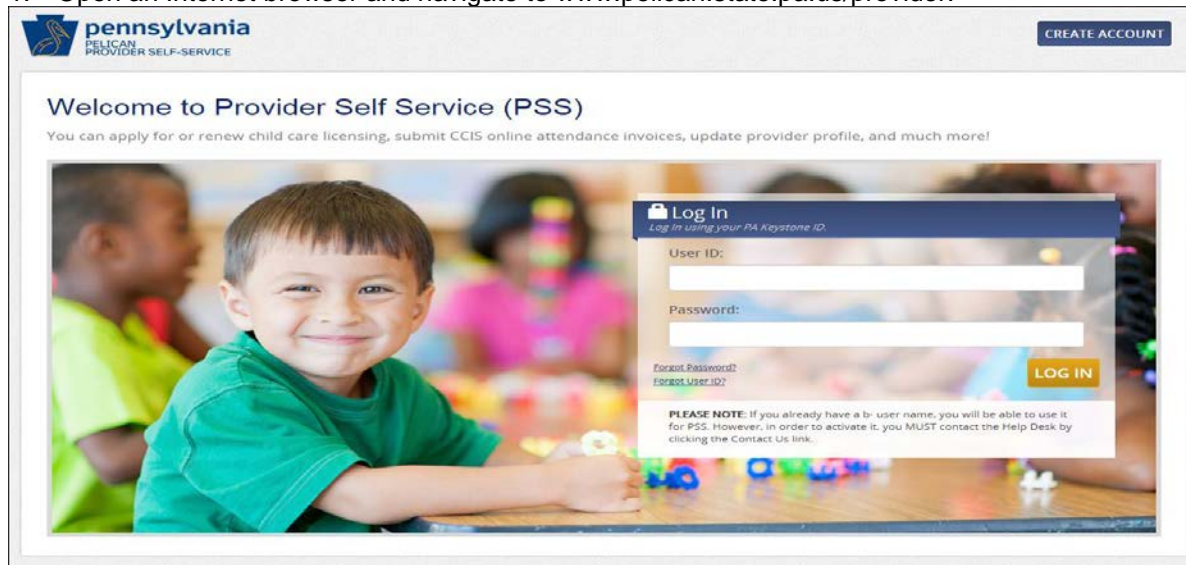 pennsylvania
PELICAN
PROVIDER SELF-SERVICE
CREATE ACCOUNT
Welcome to Provider Self Service (PSS)
You can apply for or renew child care licensing, submit CCIS online attendance invoices, update provider profile, and much more!
Log In
Log In using your PA Keystone ID.
User ID:
Password:
Forgot Password?
Forgot User ID?
LOG IN
PLEASE NOTE: If you already have a b- user name, you will be able to use it
for PSS. However, in order to activate it, you MUST contact the Help Desk by
clicking the Contact Us link.